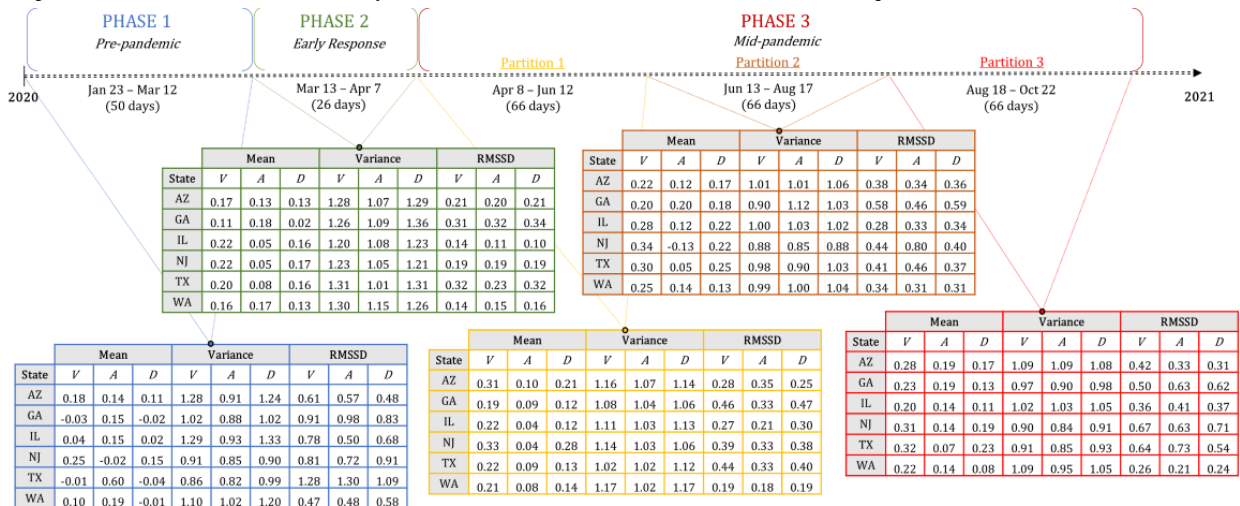 PHASE 1 PHASE 2 PHASE 3
Pre-pandemic Early Response Mid-pandemic
Partition 1 Partition 2 Partition 3
2020 Jan 23 – Mar 12 Mar 13 – Apr 7 Apr 8 – Jun 12 Jun 13 – Aug 17 Aug 18 – Oct 22 2021
(50 days) (26 days) (66 days) (66 days) (66 days)
Mean Variance RMSSD
State V A D V A D V A D
AZ 0.17 0.13 0.13 1.28 1.07 1.29 0.21 0.20 0.21
GA 0.11 0.18 0.02 1.26 1.09 1.36 0.31 0.32 0.34
IL 0.22 0.05 0.16 1.20 1.08 1.23 0.14 0.11 0.10
NJ 0.22 0.05 0.17 1.23 1.05 1.21 0.19 0.19 0.19
TX 0.20 0.08 0.16 1.31 1.01 1.31 0.32 0.23 0.32
WA 0.16 0.17 0.13 1.30 1.15 1.26 0.14 0.15 0.16
Mean Variance RMSSD
State V A D V A D V A D
AZ 0.22 0.12 0.17 1.01 1.01 1.06 0.38 0.34 0.36
GA 0.20 0.20 0.18 0.90 1.12 1.03 0.58 0.46 0.59
IL 0.28 0.12 0.22 1.00 1.03 1.02 0.28 0.33 0.34
NJ 0.34 -0.13 0.22 0.88 0.85 0.88 0.44 0.80 0.40
TX 0.30 0.05 0.25 0.98 0.90 1.03 0.41 0.46 0.37
WA 0.25 0.14 0.13 0.99 1.00 1.04 0.34 0.31 0.31
Mean Variance RMSSD
State V A D V A D V A D
AZ 0.18 0.14 0.11 1.28 0.91 1.24 0.61 0.57 0.48
GA -0.03 0.15 -0.02 1.02 0.88 1.02 0.91 0.98 0.83
IL 0.04 0.15 0.02 1.29 0.93 1.33 0.78 0.50 0.68
NJ 0.25 -0.02 0.15 0.91 0.85 0.90 0.81 0.72 0.91
TX -0.01 0.60 -0.04 0.86 0.82 0.99 1.28 1.30 1.09
WA 0.10 0.19 -0.01 1.10 1.02 1.20 0.47 0.48 0.58
Mean Variance RMSSD
State V A D V A D V A D
AZ 0.31 0.10 0.21 1.16 1.07 1.14 0.28 0.35 0.25
GA 0.19 0.09 0.12 1.08 1.04 1.06 0.46 0.33 0.47
IL 0.22 0.04 0.12 1.11 1.03 1.13 0.27 0.21 0.30
NJ 0.33 0.04 0.28 1.14 1.03 1.06 0.39 0.33 0.38
TX 0.22 0.09 0.13 1.02 1.02 1.12 0.44 0.33 0.40
WA 0.21 0.08 0.14 1.17 1.02 1.17 0.19 0.18 0.19
Mean Variance RMSSD
State V A D V A D V A D
AZ 0.28 0.19 0.17 1.09 1.09 1.08 0.42 0.33 0.31
GA 0.23 0.19 0.13 0.97 0.90 0.98 0.50 0.63 0.62
IL 0.20 0.14 0.11 1.02 1.03 1.05 0.36 0.41 0.37
NJ 0.31 0.14 0.19 0.90 0.84 0.91 0.67 0.63 0.71
TX 0.32 0.07 0.23 0.91 0.85 0.93 0.64 0.73 0.54
WA 0.22 0.14 0.08 1.09 0.95 1.05 0.26 0.21 0.24